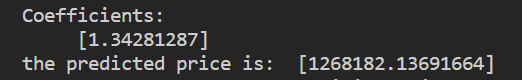 Coefficients:
[1.34281287]
the predicted price is:  [1268182.13691664]